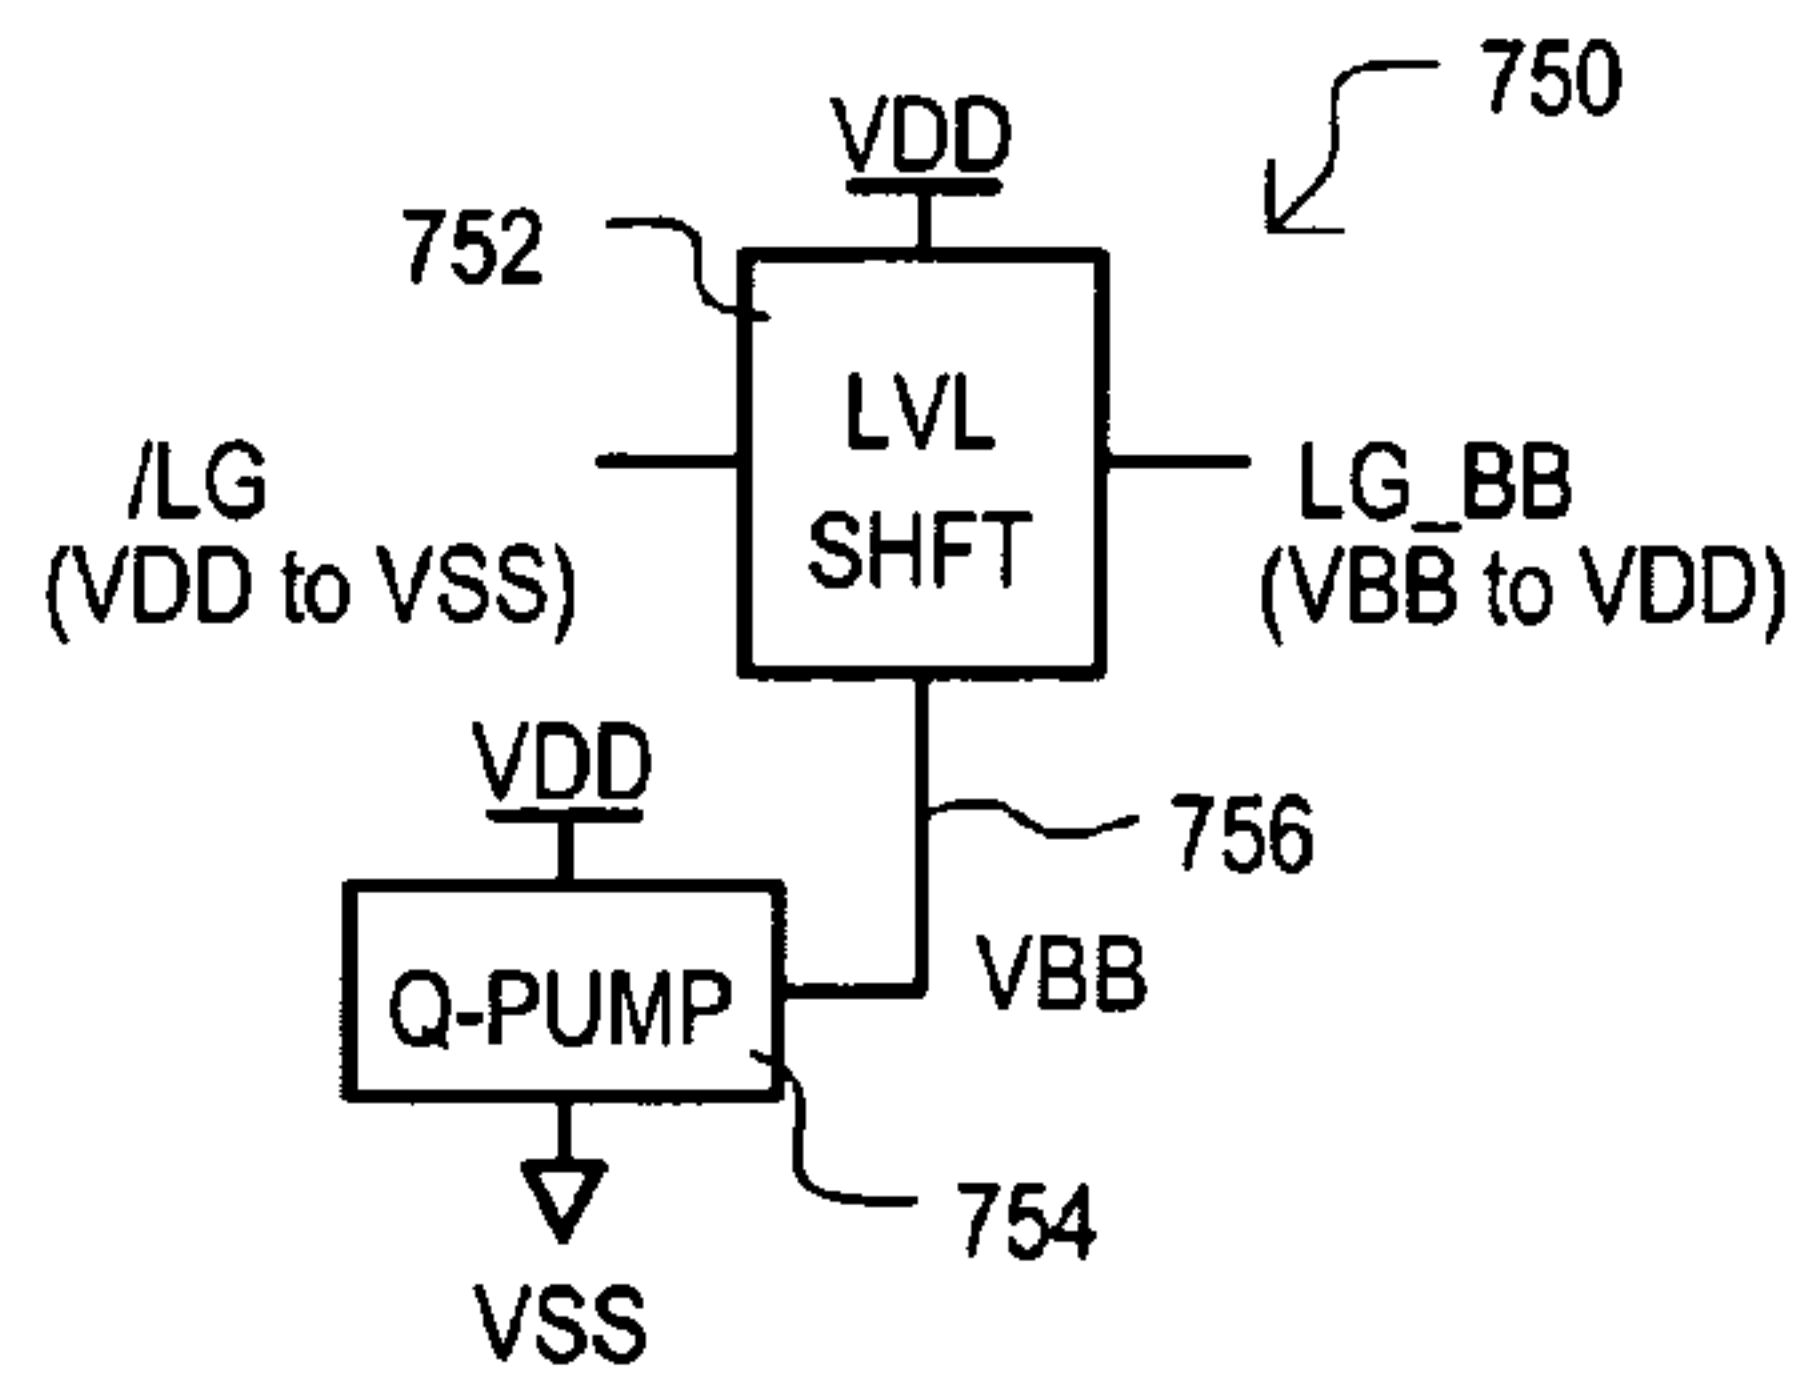 750
VDD
752
LVL
SHFT
/LG
(VDD to VSS)
LG_BB
(VBB to VDD)
VDD
756
VBB
Q-PUMP
754
VSS